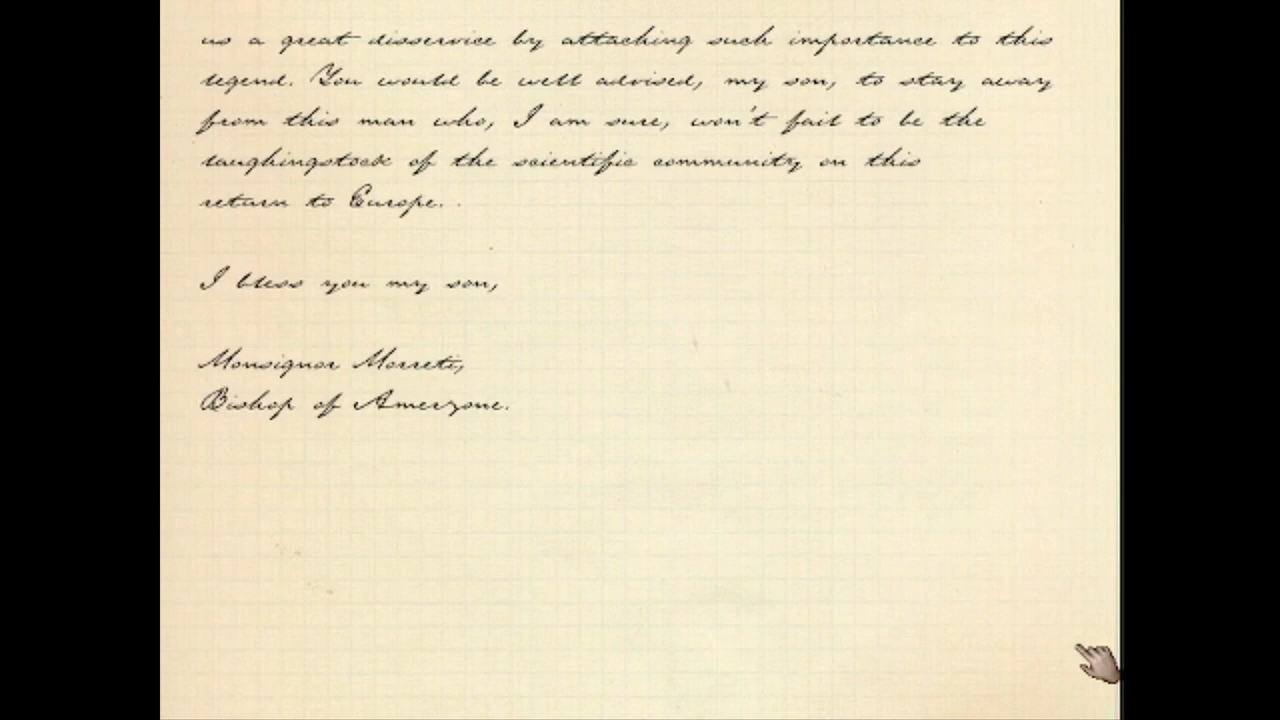 us a great disservice by attaching such importance to this
legend. You would be well advised, my son, to stay away
from this man who, I am sure, won't fail to be the
laughingstock of the scientific community on this
return to Europe. .
I bless you my son,
Monsignor Morreti,
Bishop of Amerzone.